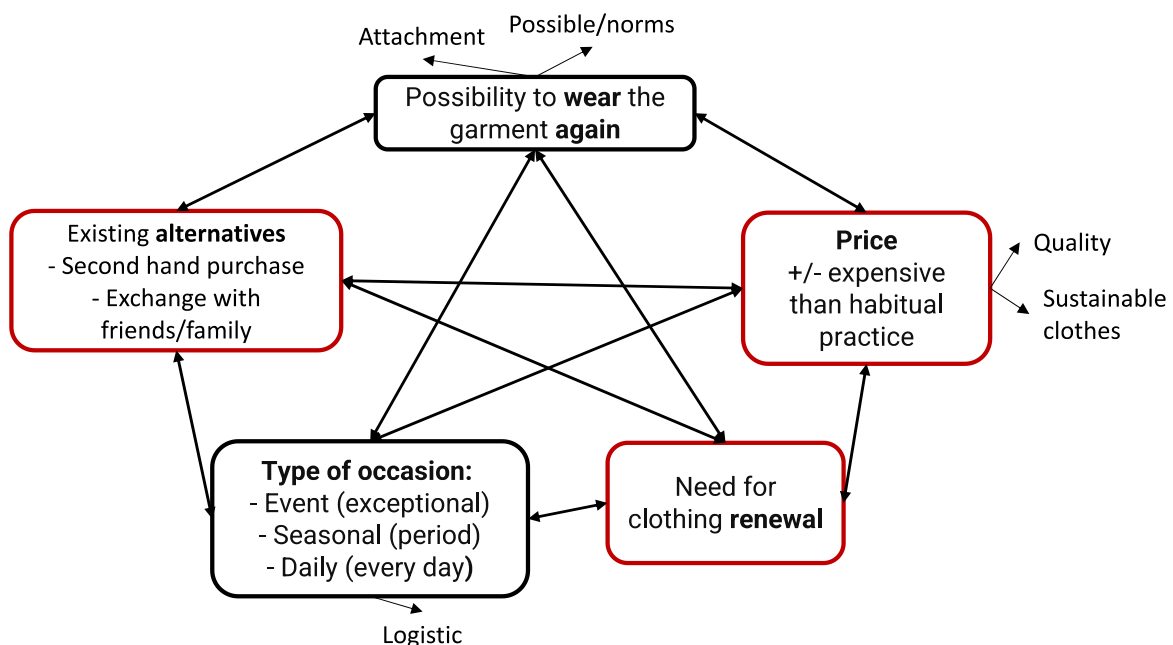 Attachment
Possible/norms
Possibility to wear the
garment again
Existing alternatives
- Second hand purchase
- Exchange with
friends/family
Price
+/- expensive
than habitual
practice
Quality
Sustainable
clothes
Type of occasion:
- Event (exceptional)
- Seasonal (period)
- Daily (every day)
Need for
clothing renewal
Logistic